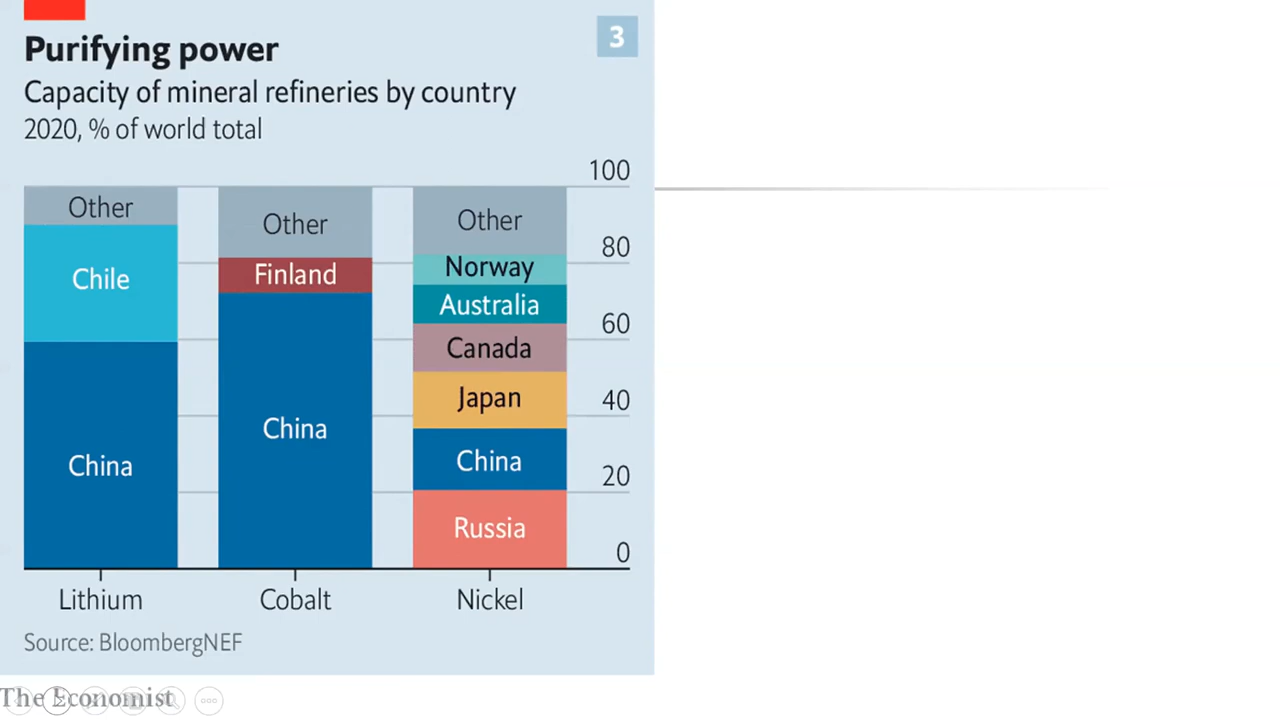 Purifying power
3
Capacity of mineral refineries by country
2020, % of world total
100
80
60
40
20
0
Other
Chile
China
Other
Finland
China
Other
Norway
Australia
Canada
Japan
China
Russia
Lithium
Cobalt
Nickel
Source: BloombergNEF
The Economist